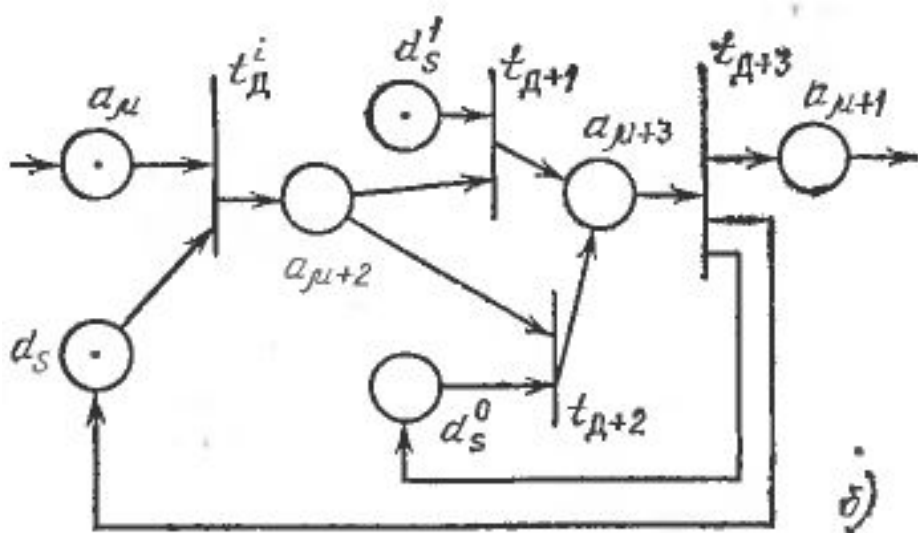 a_μ
t_Д^i
d_s^1
t_Д+1
a_μ+3
t_Д+3
a_μ+1
a_μ+2
d_s
d_s^0
t_Д+2
б)